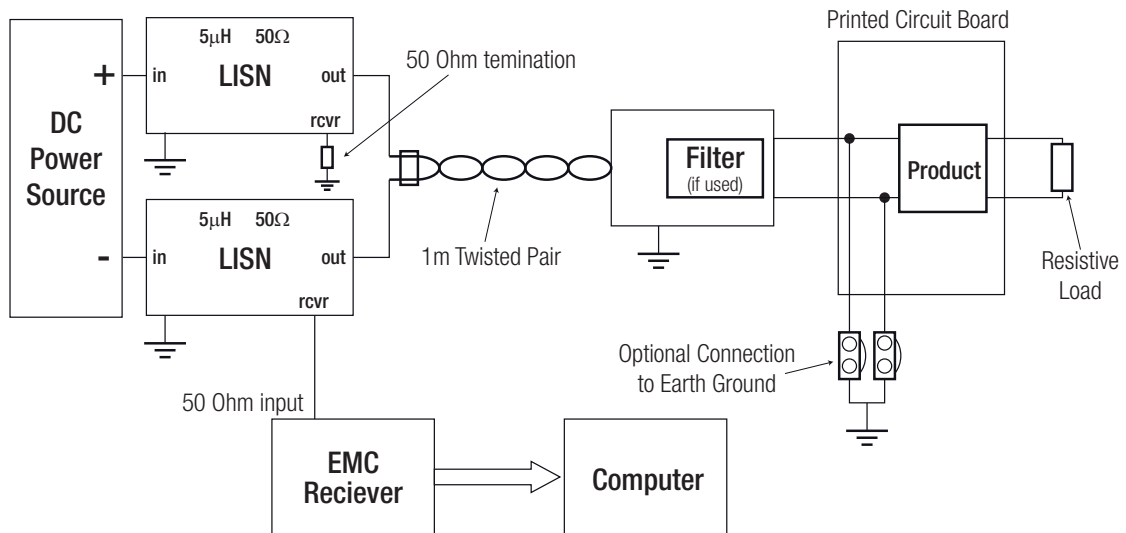 Printed Circuit Board
DC
Power
Source
+
-
5μH 50Ω
LISN
in
out
rcvr
50 Ohm temination
5μH 50Ω
LISN
in
out
rcvr
1m Twisted Pair
Filter
(if used)
Product
Resistive
Load
Optional Connection
to Earth Ground
50 Ohm input
EMC
Reciever
Computer